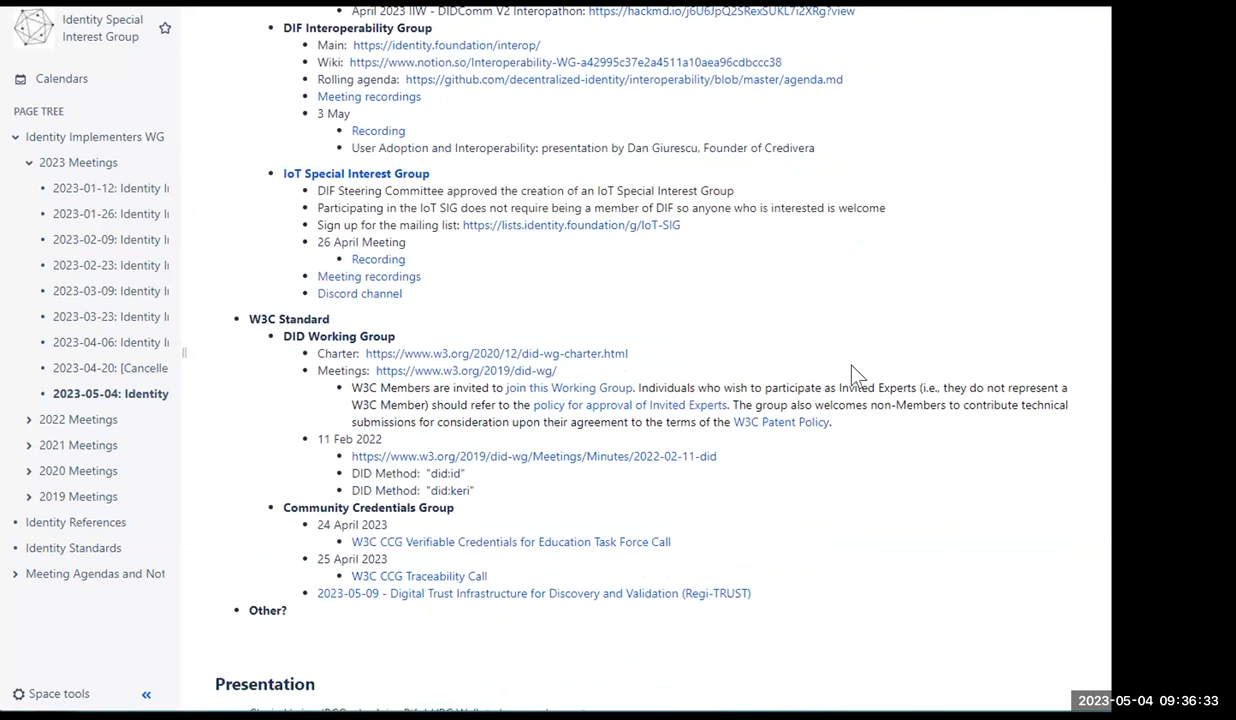 Identity Special
Interest Group
Calendars
PAGE TREE
Identity Implementers WG
2023 Meetings
2023-01-12: Identity I
2023-01-26: Identity I
2023-02-09: Identity I
2023-02-23: Identity I
2023-03-09: Identity I
2023-03-23: Identity I
2023-04-06: Identity I
2023-04-20: [Cancelle
2023-05-04: Identity
2022 Meetings
2021 Meetings
2020 Meetings
2019 Meetings
Identity References
Identity Standards
Meeting Agendas and Not
Space tools
April 2023 IIW - DIDComm V2 Interopathon: https://hackmd.io/j6U6JpQ2SRexSUKL7i2XRg?view
DIF Interoperability Group
Main: https://identity.foundation/interop/
Wiki: https://www.notion.so/Interoperability-WG-a42995c37e2a4511a10aea96cdbccc38
Rolling agenda: https://github.com/decentralized-identity/interoperability/blob/master/agenda.md
Meeting recordings
3 May
Recording
User Adoption and Interoperability: presentation by Dan Giurescu, Founder of Credivera
IoT Special Interest Group
DIF Steering Committee approved the creation of an IoT Special Interest Group
Participating in the IoT SIG does not require being a member of DIF so anyone who is interested is welcome
Sign up for the mailing list: https://lists.identity.foundation/g/IoT-SIG
26 April Meeting
Recording
Meeting recordings
Discord channel
W3C Standard
DID Working Group
Charter: https://www.w3.org/2020/12/did-wg-charter.html
Meetings: https://www.w3.org/2019/did-wg/
W3C Members are invited to join this Working Group. Individuals who wish to participate as Invited Experts (i.e., they do not represent a
W3C Member) should refer to the policy for approval of Invited Experts. The group also welcomes non-Members to contribute technical
submissions for consideration upon their agreement to the terms of the W3C Patent Policy.
11 Feb 2022
https://www.w3.org/2019/did-wg/Meetings/Minutes/2022-02-11-did
DID Method: "did:id"
DID Method: "did:keri"
Community Credentials Group
24 April 2023
W3C CCG Verifiable Credentials for Education Task Force Call
25 April 2023
W3C CCG Traceability Call
2023-05-09 - Digital Trust Infrastructure for Discovery and Validation (Regi-TRUST)
Other?
Presentation
2023-05-04 09:36:33